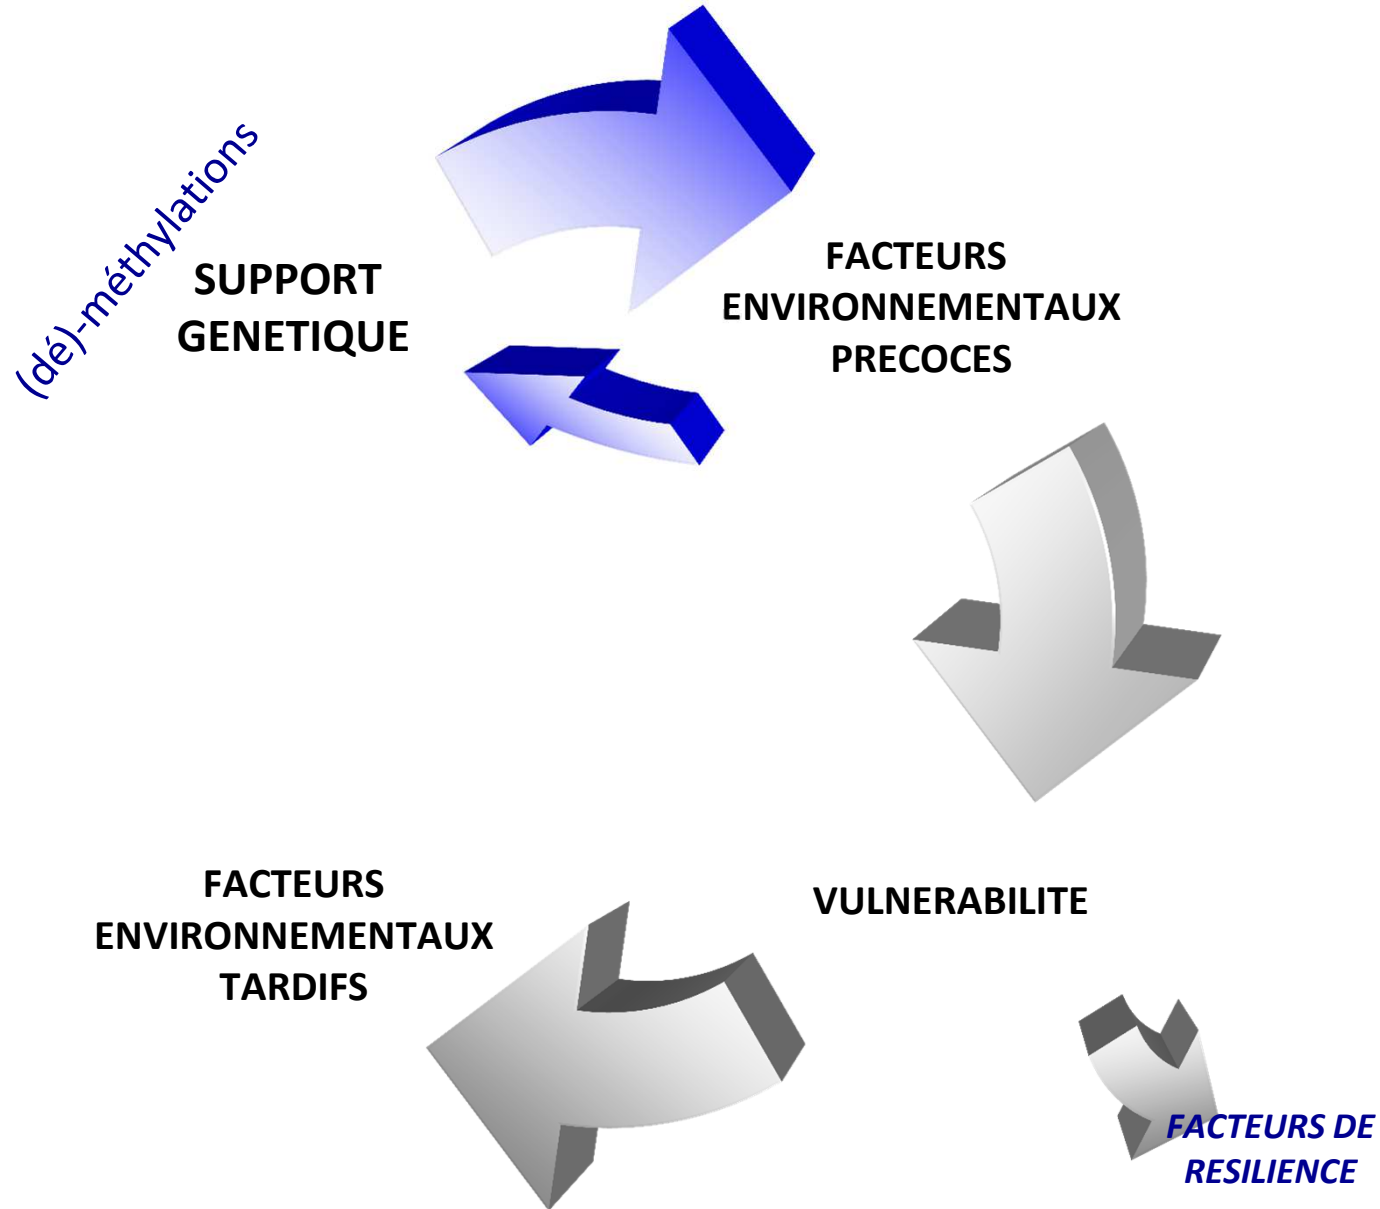 (dé)-méthylations
SUPPORT
GENETIQUE
FACTEURS
ENVIRONNEMENTAUX
PRECOCES
FACTEURS
ENVIRONNEMENTAUX
TARDIFS
VULNERABILITE
FACTEURS DE
RESILIENCE